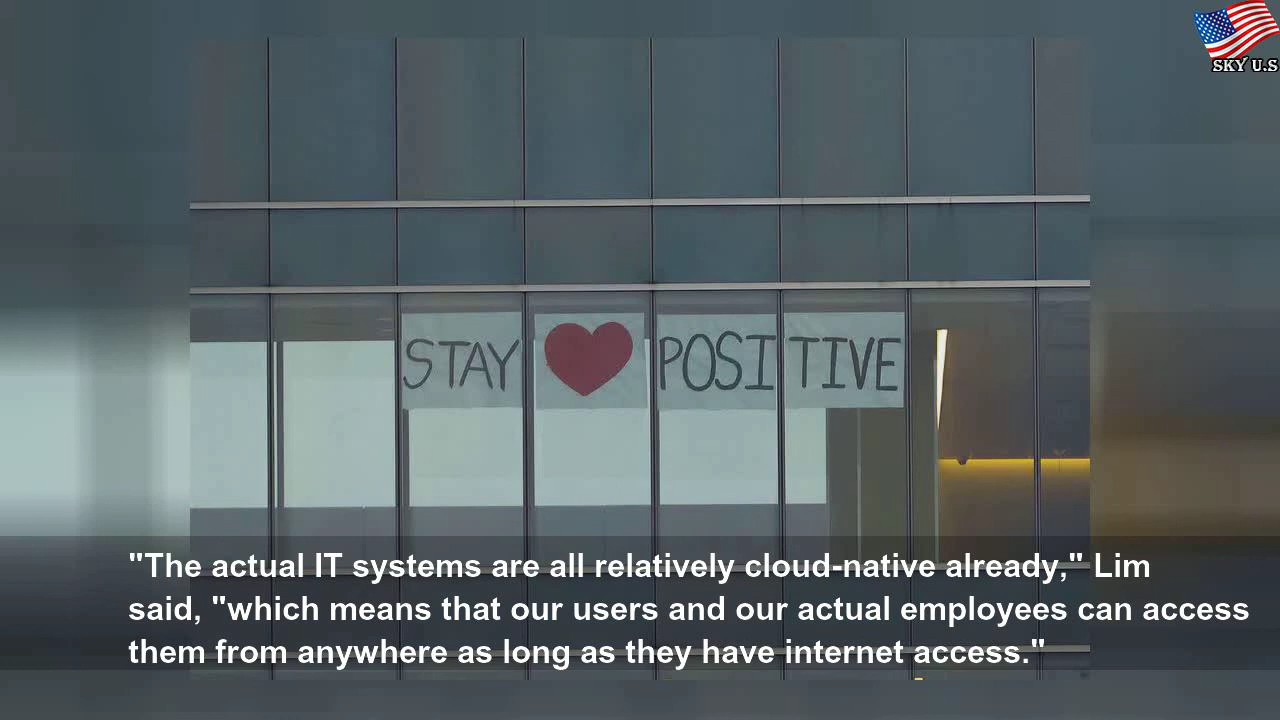 SKY U.S
STAY POSITIVE
"The actual IT systems are all relatively cloud-native already," Lim
said, "which means that our users and our actual employees can access
them from anywhere as long as they have internet access."